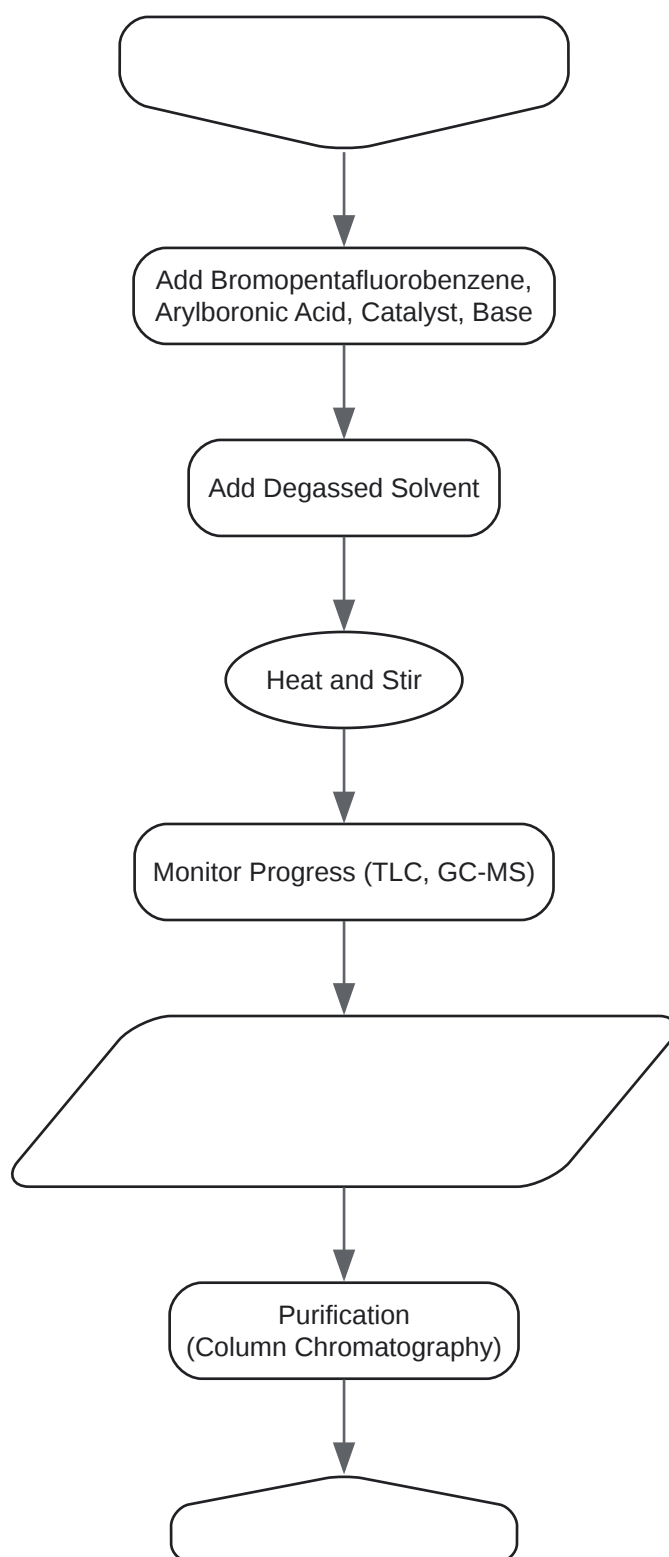 Add Bromopentafluorobenzene,
Arylboronic Acid, Catalyst, Base
Add Degassed Solvent
Heat and Stir
Monitor Progress (TLC, GC-MS)
Purification
(Column Chromatography)